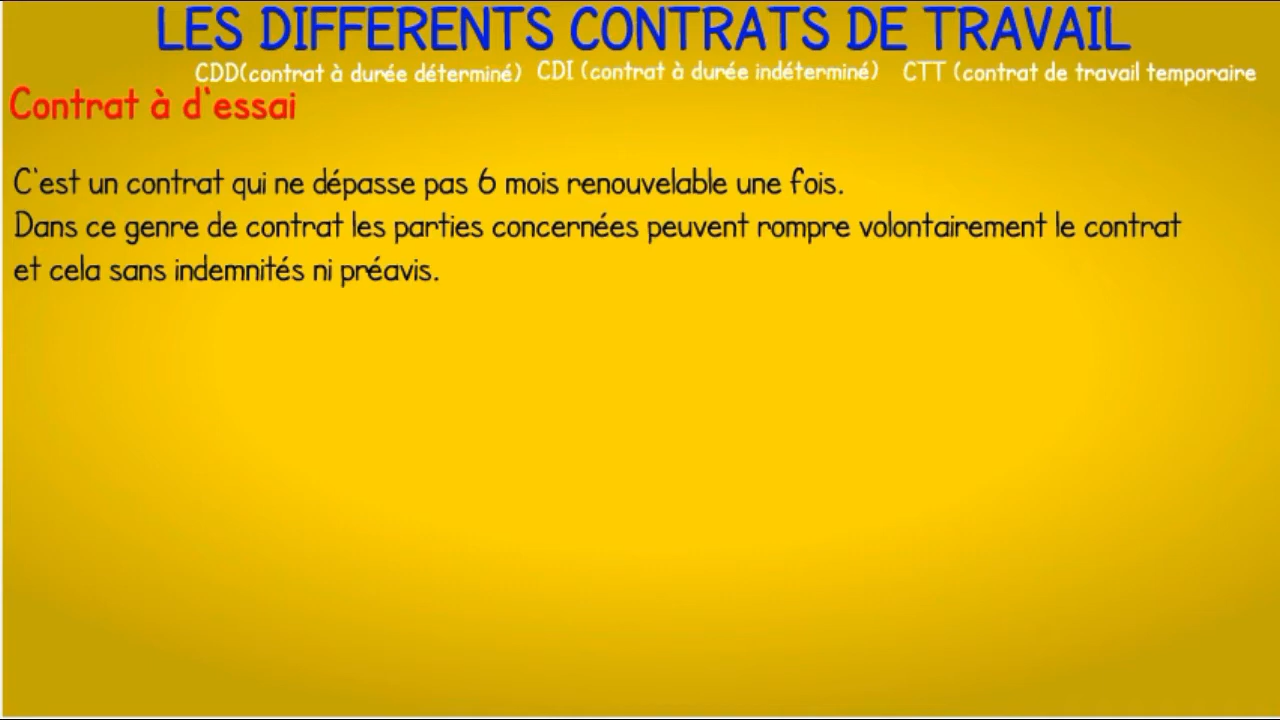 LES DIFFERENTS CONTRATS DE TRAVAIL
CDD(contrat à durée déterminé) CDI (contrat à durée indéterminé) CTT (contrat de travail temporaire
Contrat à d'essai
C'est un contrat qui ne dépasse pas 6 mois renouvelable une fois.
Dans ce genre de contrat les parties concernées peuvent rompre volontairement le contrat
et cela sans indemnités ni préavis.